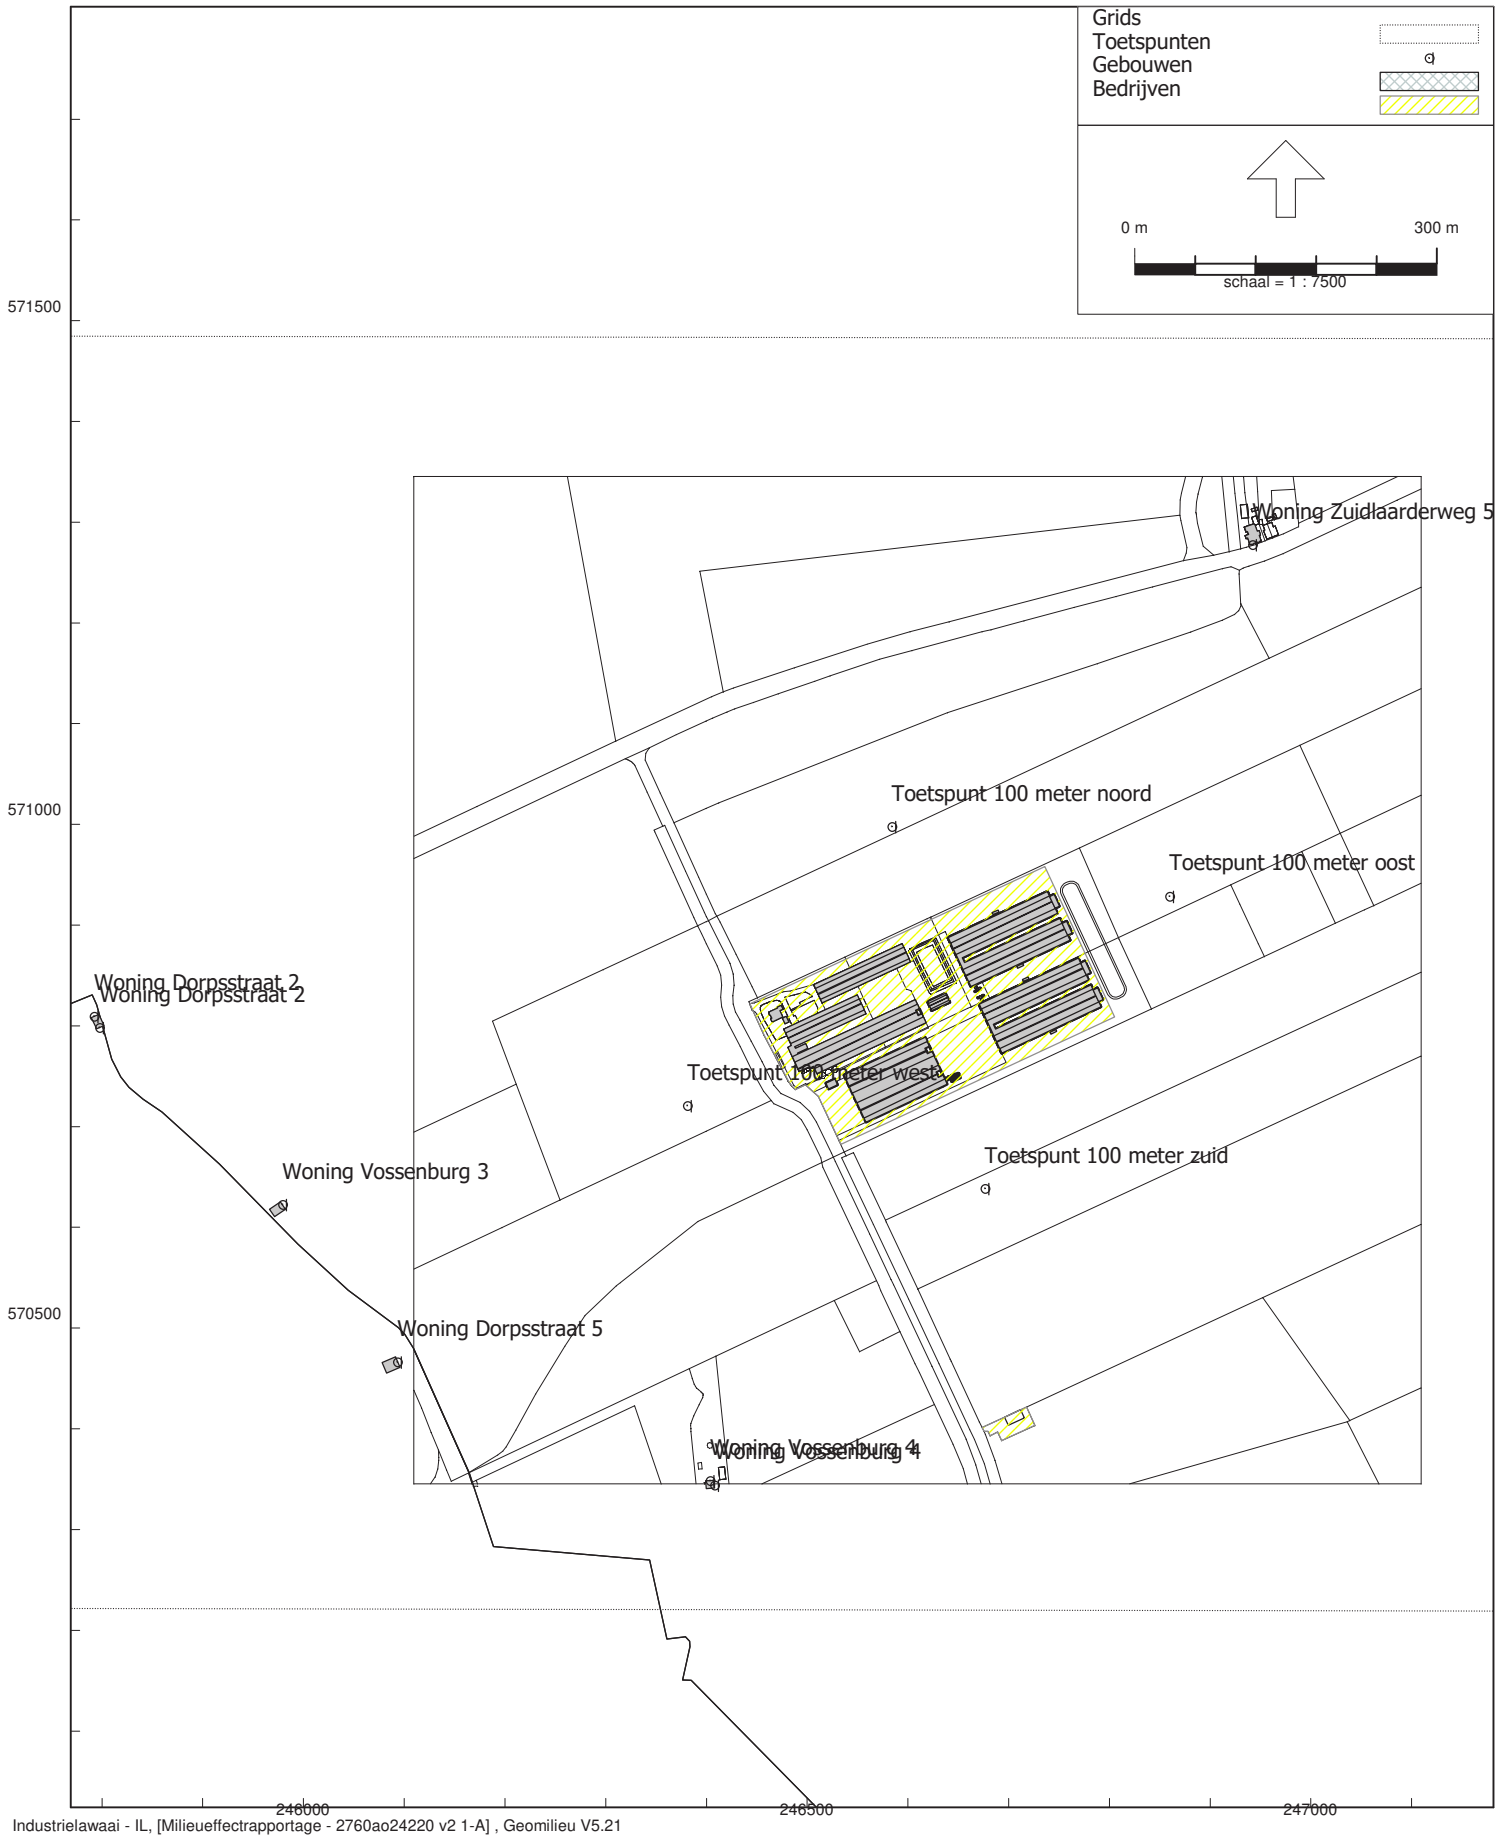 Grids
Toetspunten
Gebouwen
Bedrijven
0 m 300 m
schaal = 1 : 7500
571500
Woning Zuidlaarderweg 5
571000
Toetspunt 100 meter noord
Toetspunt 100 meter oost
Woning Dorpsstraat 2
Woning Dorpsstraat 2
Toetspunt 100 meter west
Toetspunt 100 meter zuid
Woning Vossenburg 3
570500
Woning Dorpsstraat 5
Woning Vossenburg 4
Woning Vossenburg 4
246000 246500 247000
Industrielawaai - IL, [Milieueffectrapportage - 2760ao24220 v2 1-A] , Geomilieu V5.21